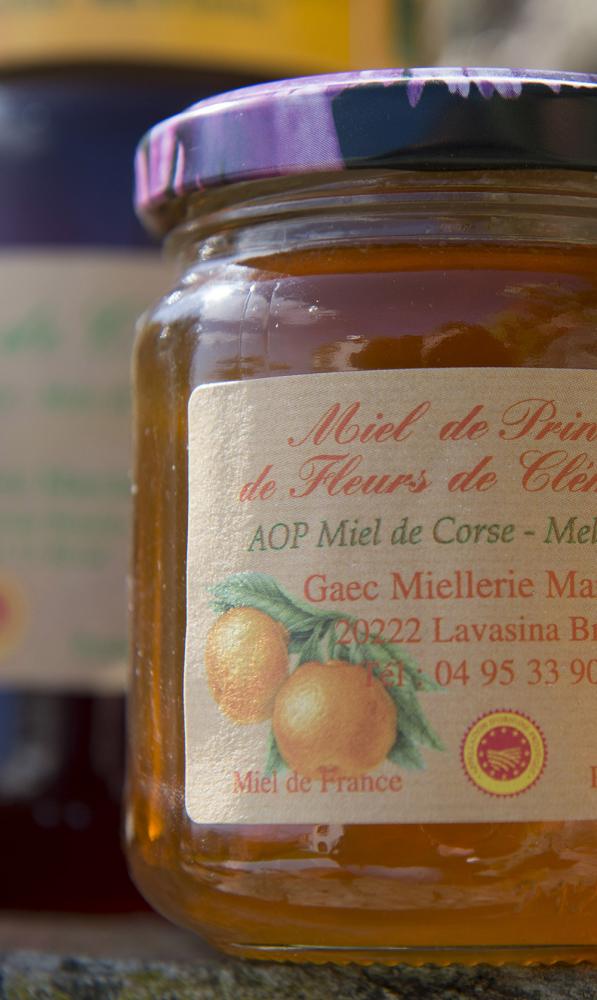 Miel de Prin
de Fleurs de Clém
AOP Miel de Corse - Mel
Gaec Miellerie Ma
20222 Lavasina Br
Tél : 04 95 33 90
Miel de France